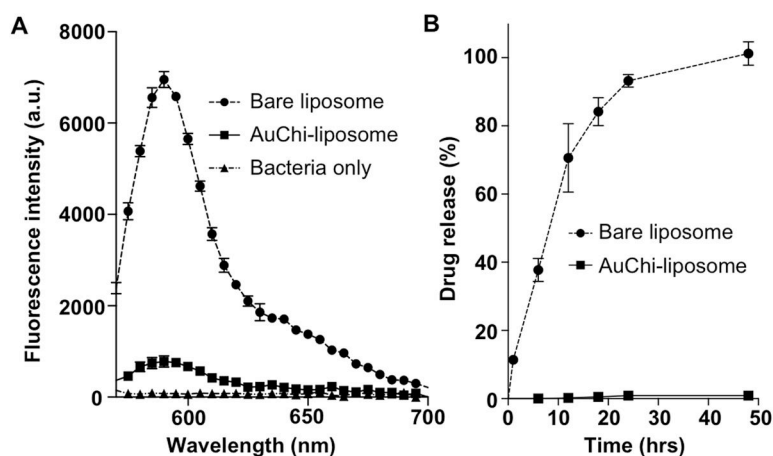 A
Fluorescence intensity (a.u.)
8000
6000
4000
2000
0
600
650
700
Wavelength (nm)
Bare liposome
AuChi-liposome
Bacteria only
B
Drug release (%)
100
80
60
40
20
0
0
10
20
30
40
50
Time (hrs)
Bare liposome
AuChi-liposome